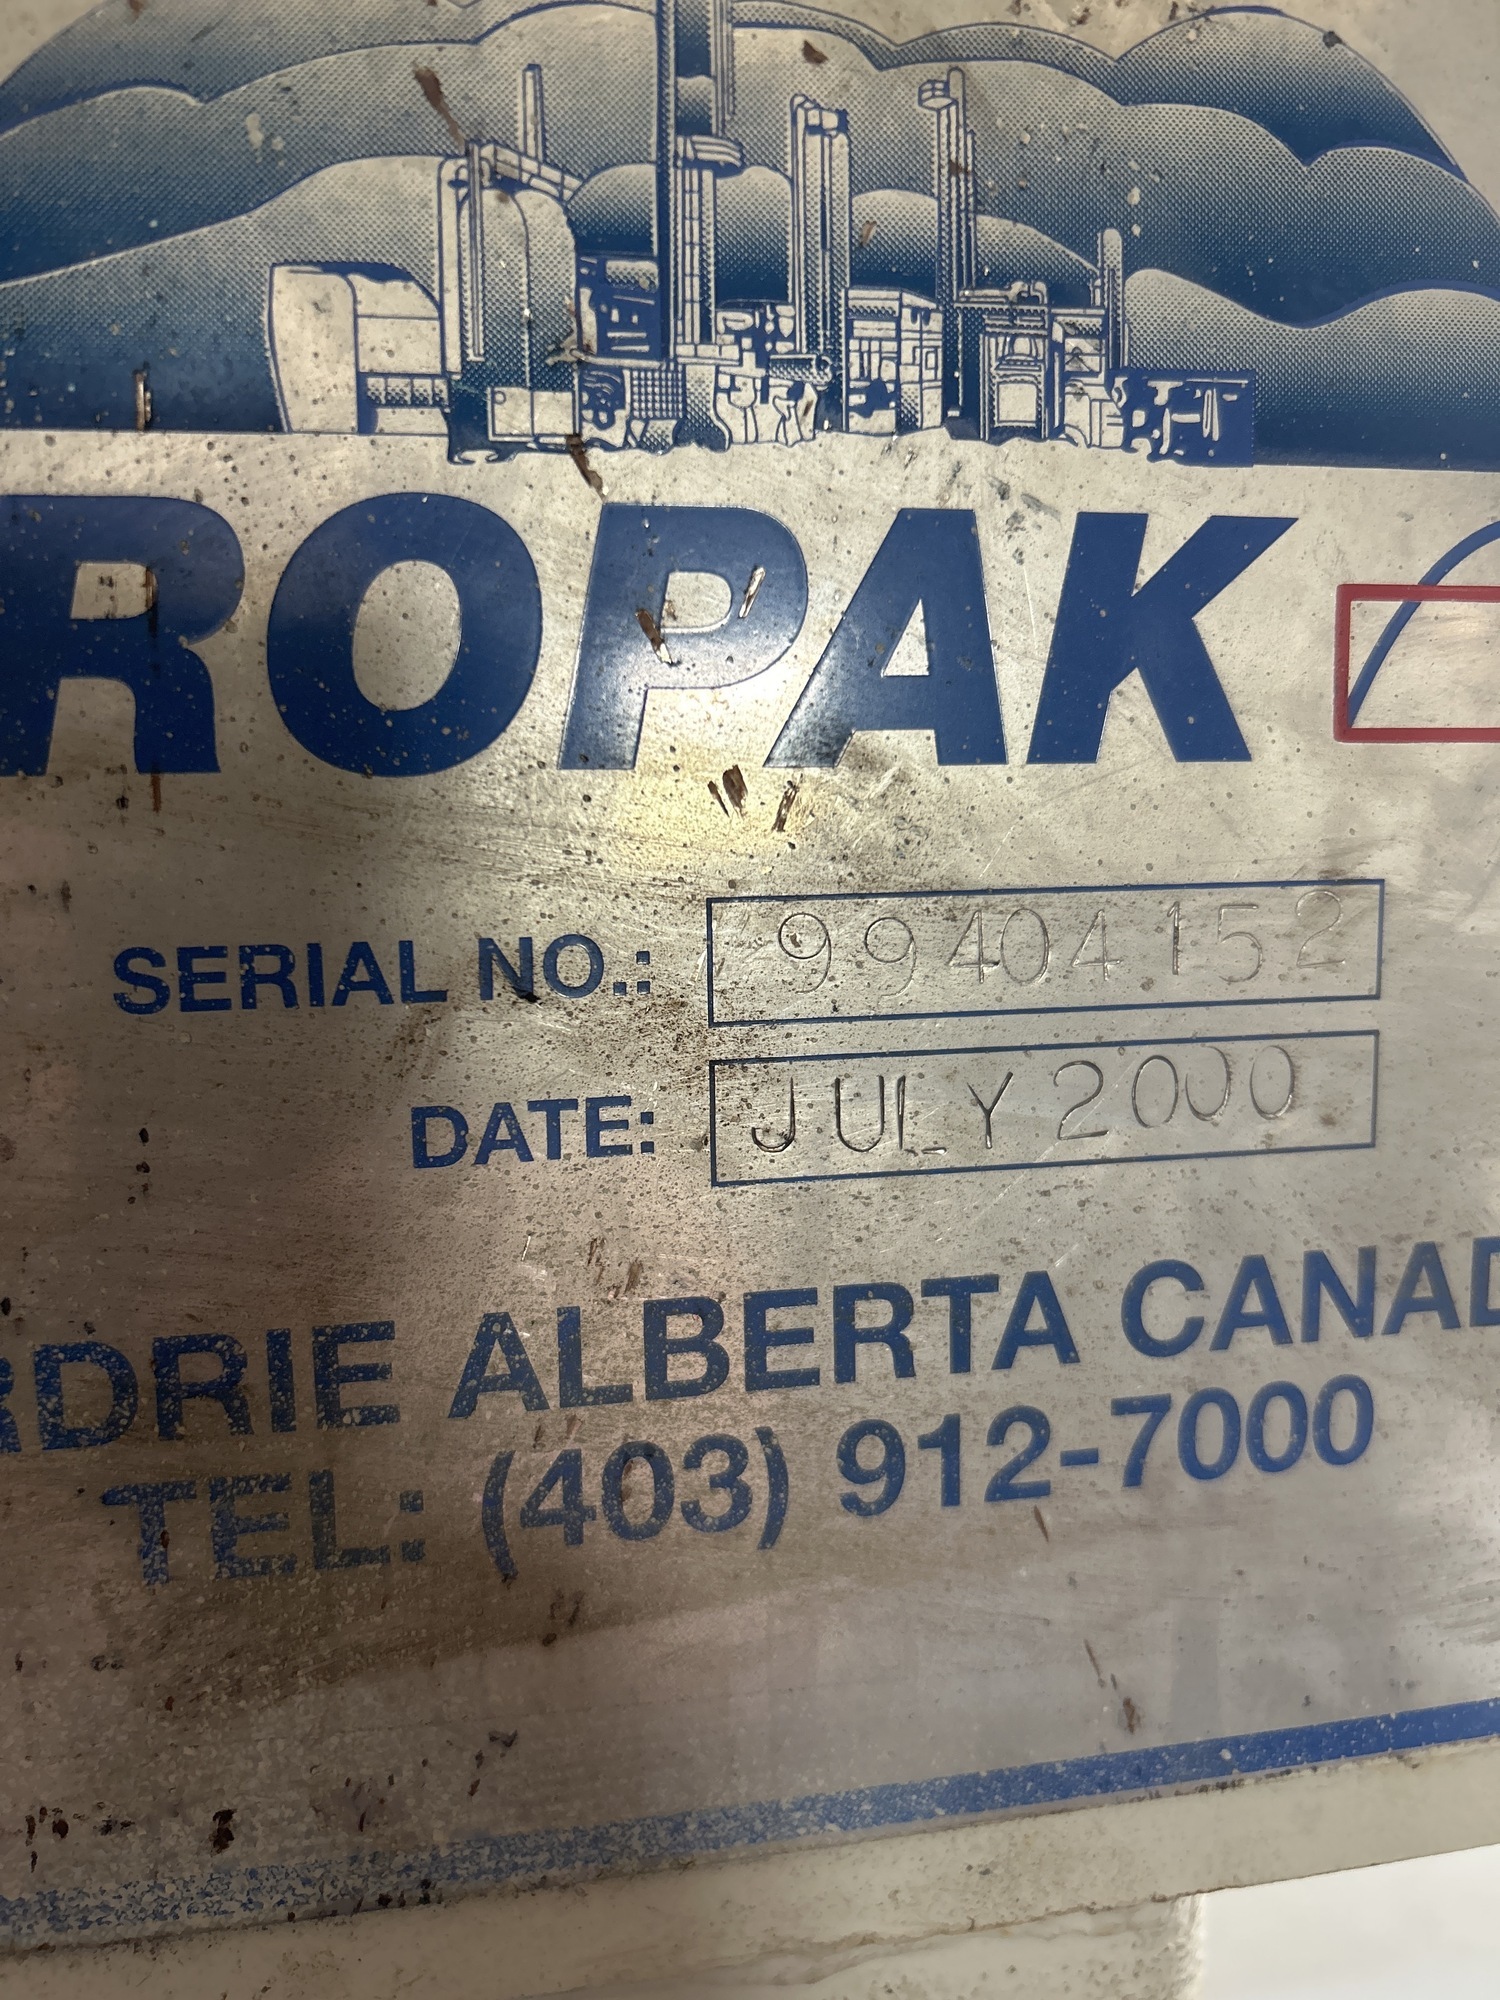 ROPAK
SERIAL NO.: 99404152
DATE: JULY 2000
RDRIE ALBERTA CANAD
TEL: (403) 912-7000